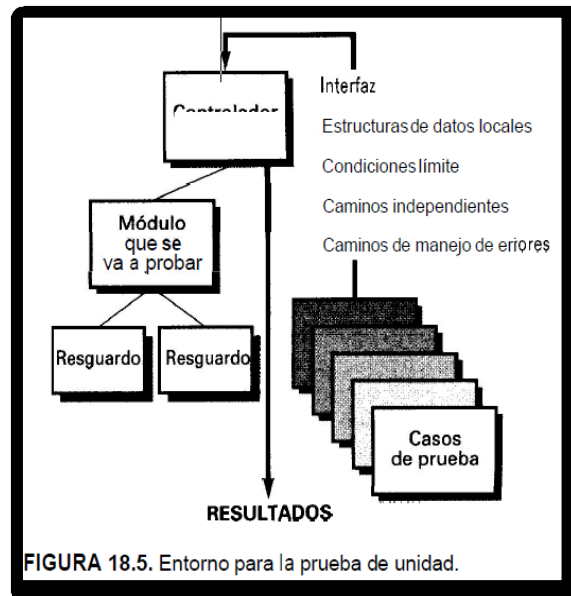 Controlador
Interfaz
Estructuras de datos locales
Condiciones límite
Caminos independientes
Caminos de manejo de eriores
Módulo
que se
va a probar
Resguardo
Resguardo
Casos
de prueba
RESULTADOS
FIGURA 18.5. Entorno para la prueba de unidad.